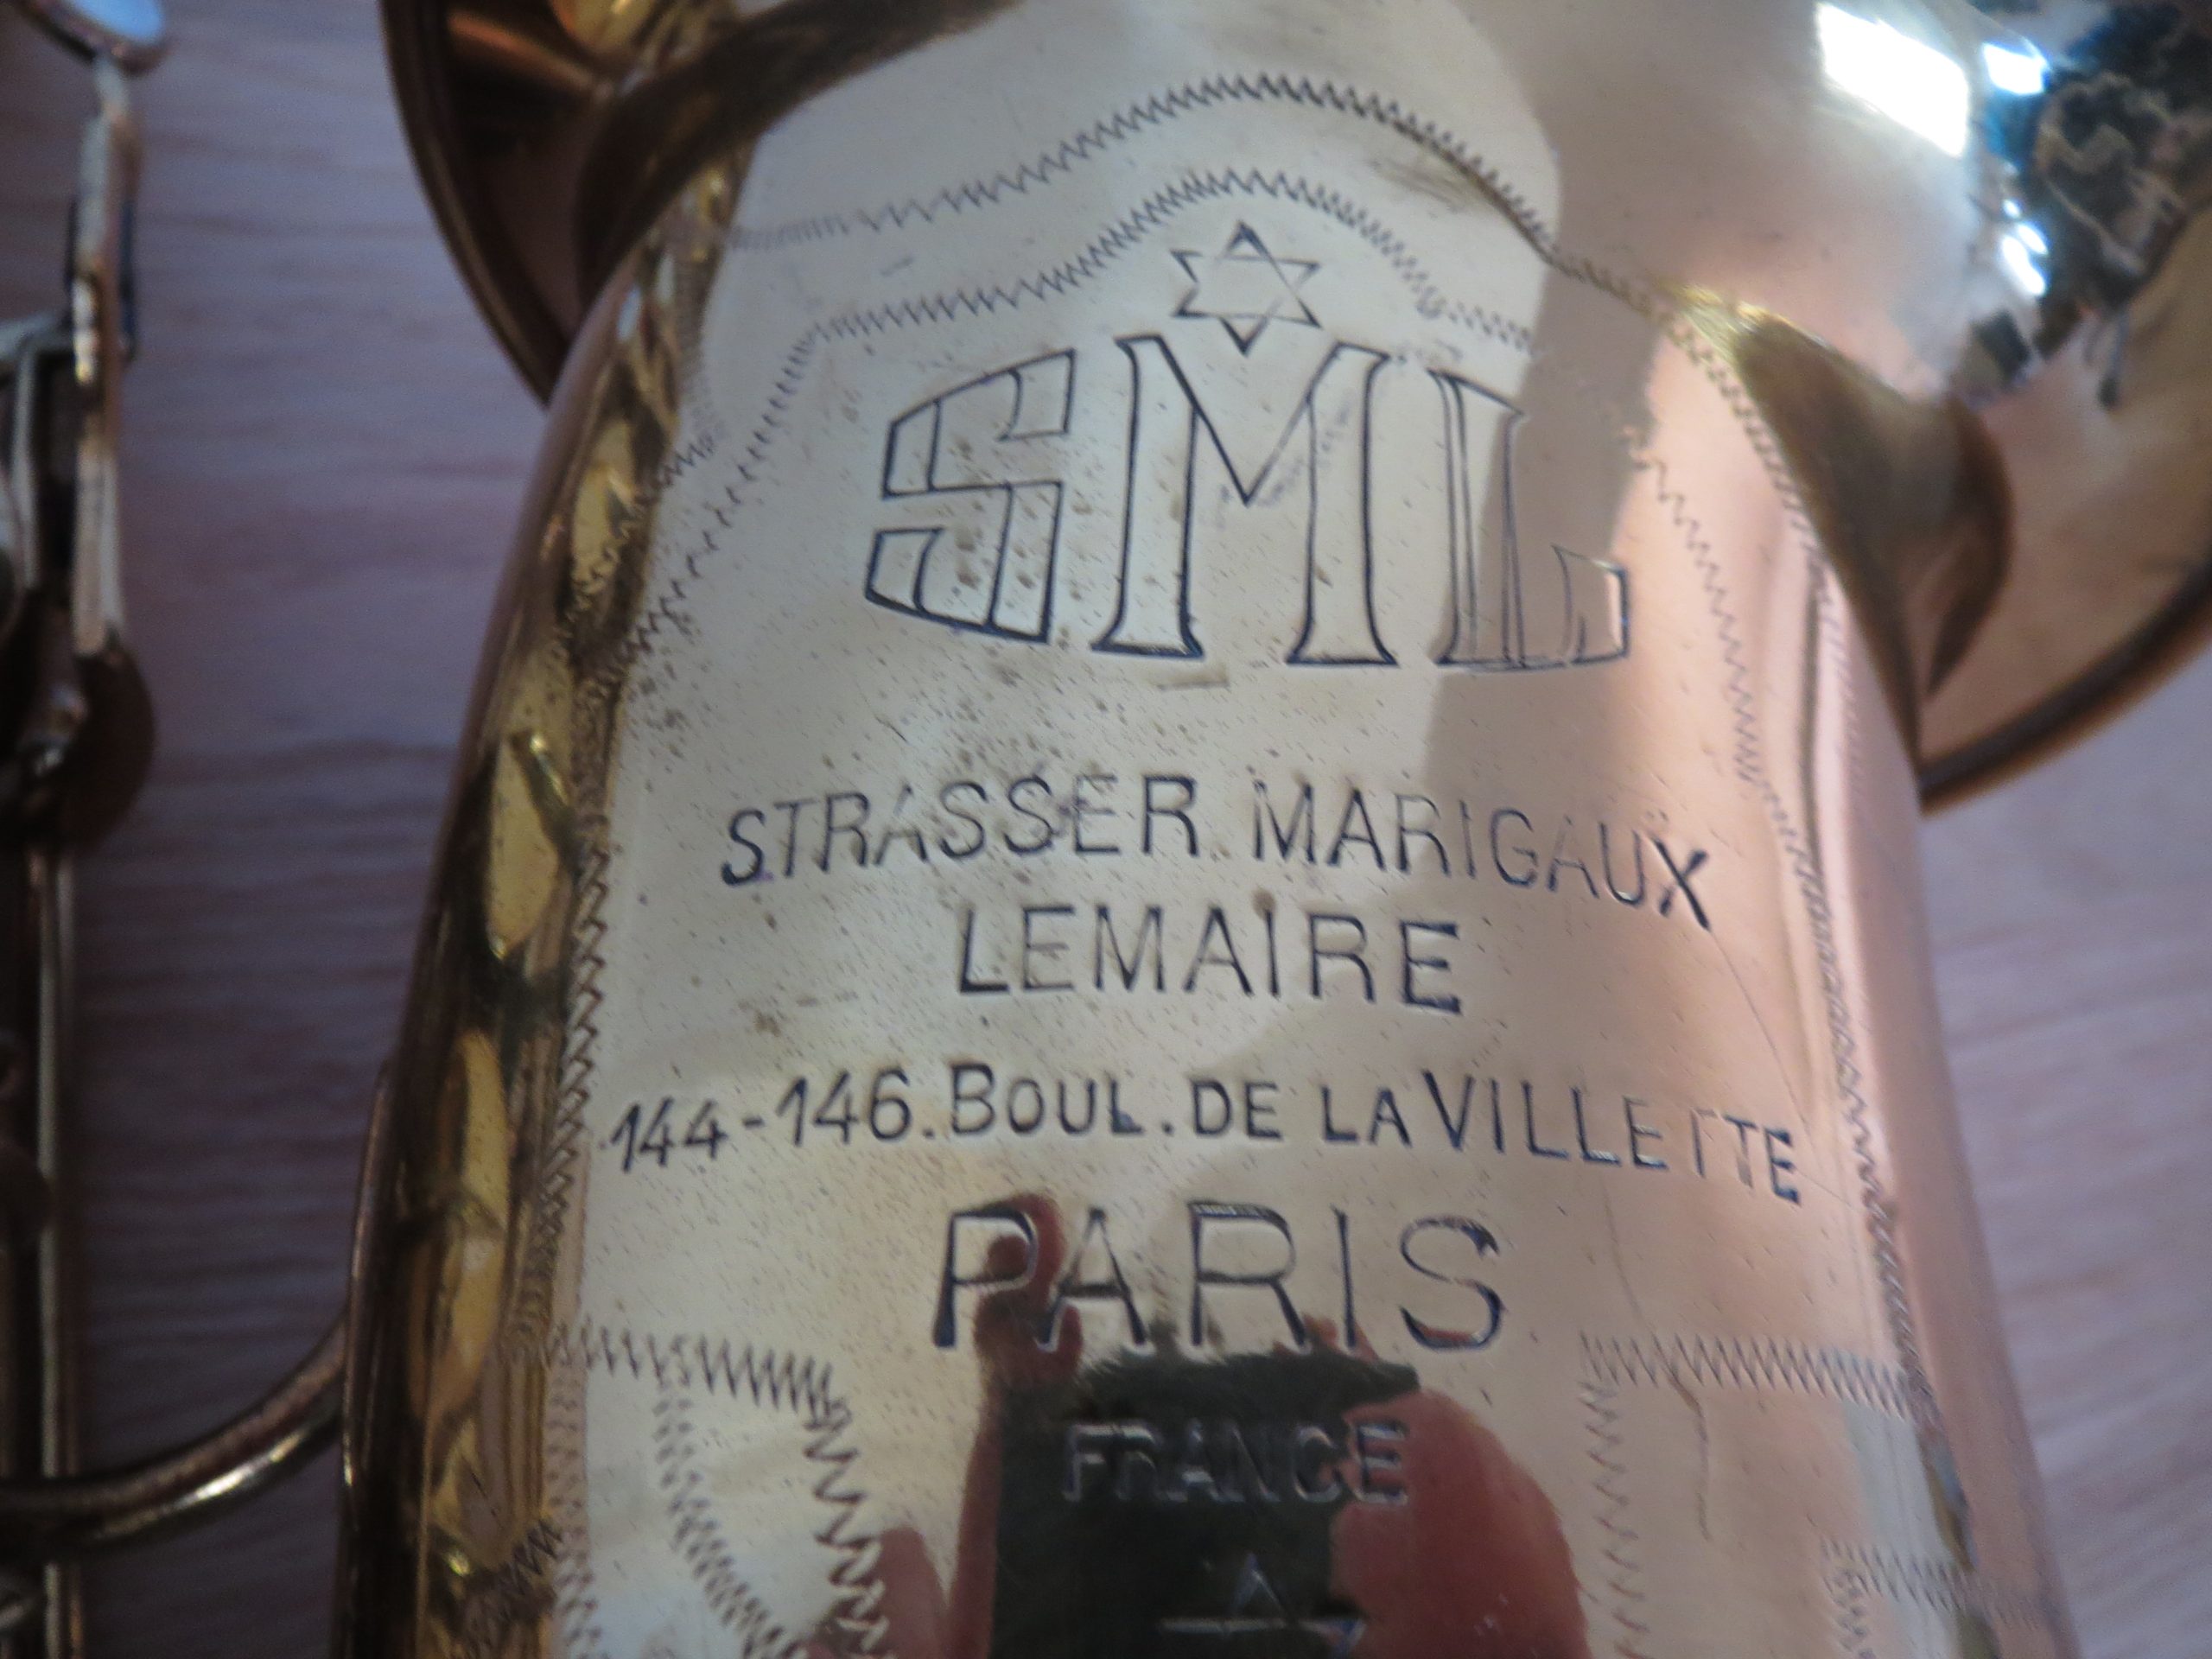 SML
STRASSER MARIGAUX
LEMAIRE
144-146.BOUL.DE LA VILLETTE
PARIS
FRANCE